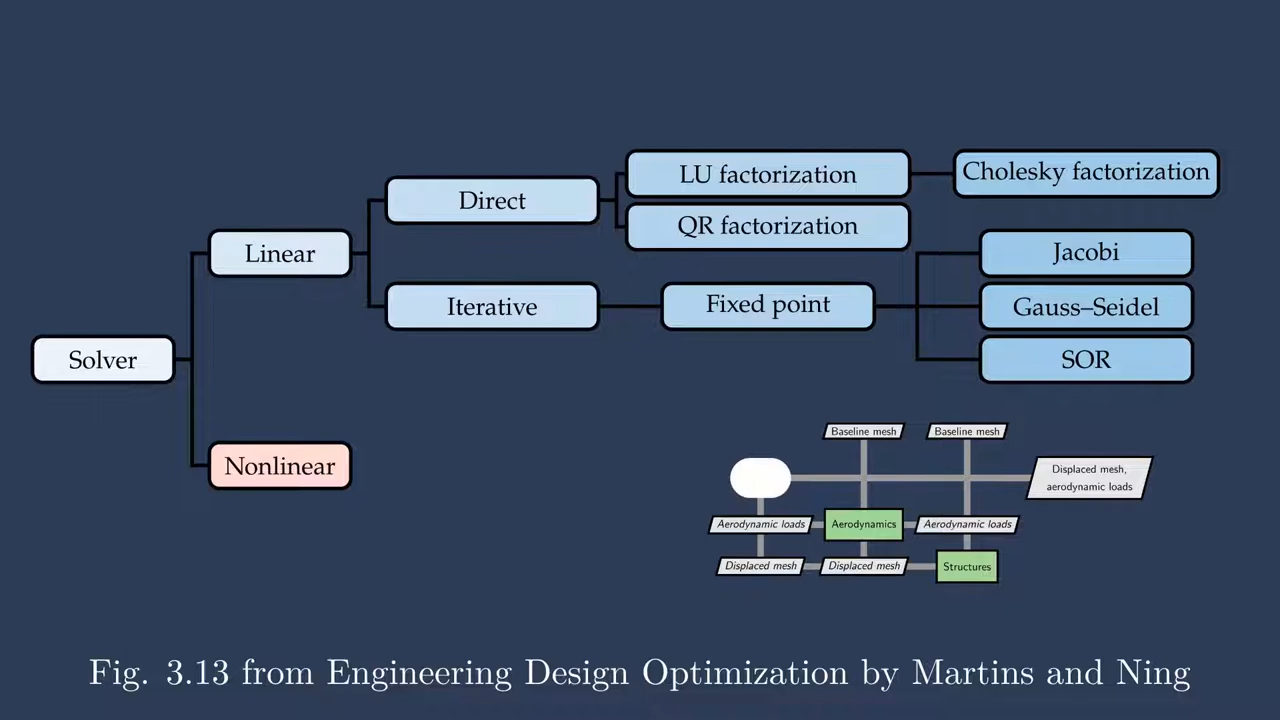 LU factorization
Cholesky factorization
Direct
QR factorization
Linear
Jacobi
Iterative
Fixed point
Gauss–Seidel
Solver
SOR
Nonlinear
Baseline mesh
Baseline mesh
Displaced mesh,
aerodynamic loads
Aerodynamic loads
Aerodynamics
Aerodynamic loads
Displaced mesh
Displaced mesh
Structures
Fig. 3.13 from Engineering Design Optimization by Martins and Ning